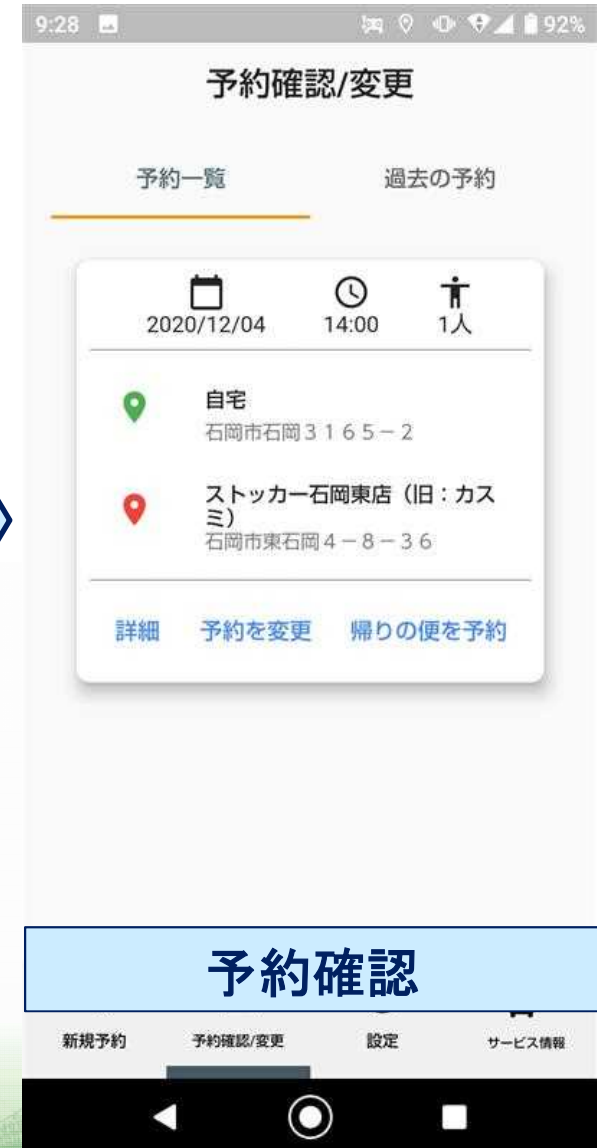 9:28 92%
予約確認/変更
予約一覧 過去の予約
2020/12/04 14:00 1人
自宅
石岡市石岡３１６５－２
ストッカー石岡東店（旧：カス
ミ）
石岡市東石岡４－８－３６
詳細 予約を変更 帰りの便を予約
予約確認
新規予約 予約確認/変更 設定 サービス情報